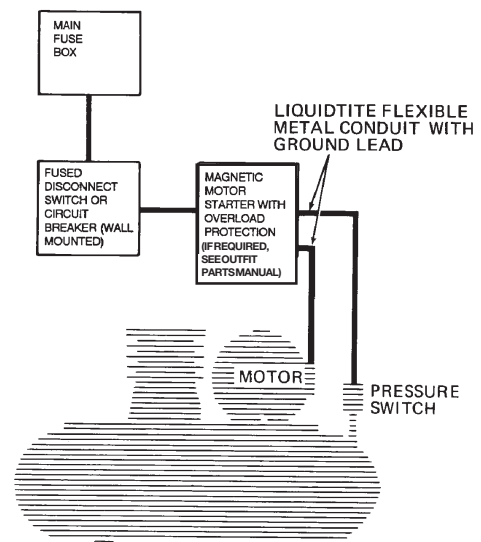 MAIN
FUSE
BOX
LIQUIDTITE FLEXIBLE
METAL CONDUIT WITH
GROUND LEAD
FUSED
DISCONNECT
SWITCH OR
CIRCUIT
BREAKER (WALL
MOUNTED)
MAGNETIC
MOTOR
STARTER WITH
OVERLOAD
PROTECTION
(IF REQUIRED,
SEE OUTFIT
PARTS MANUAL)
MOTOR
PRESSURE
SWITCH